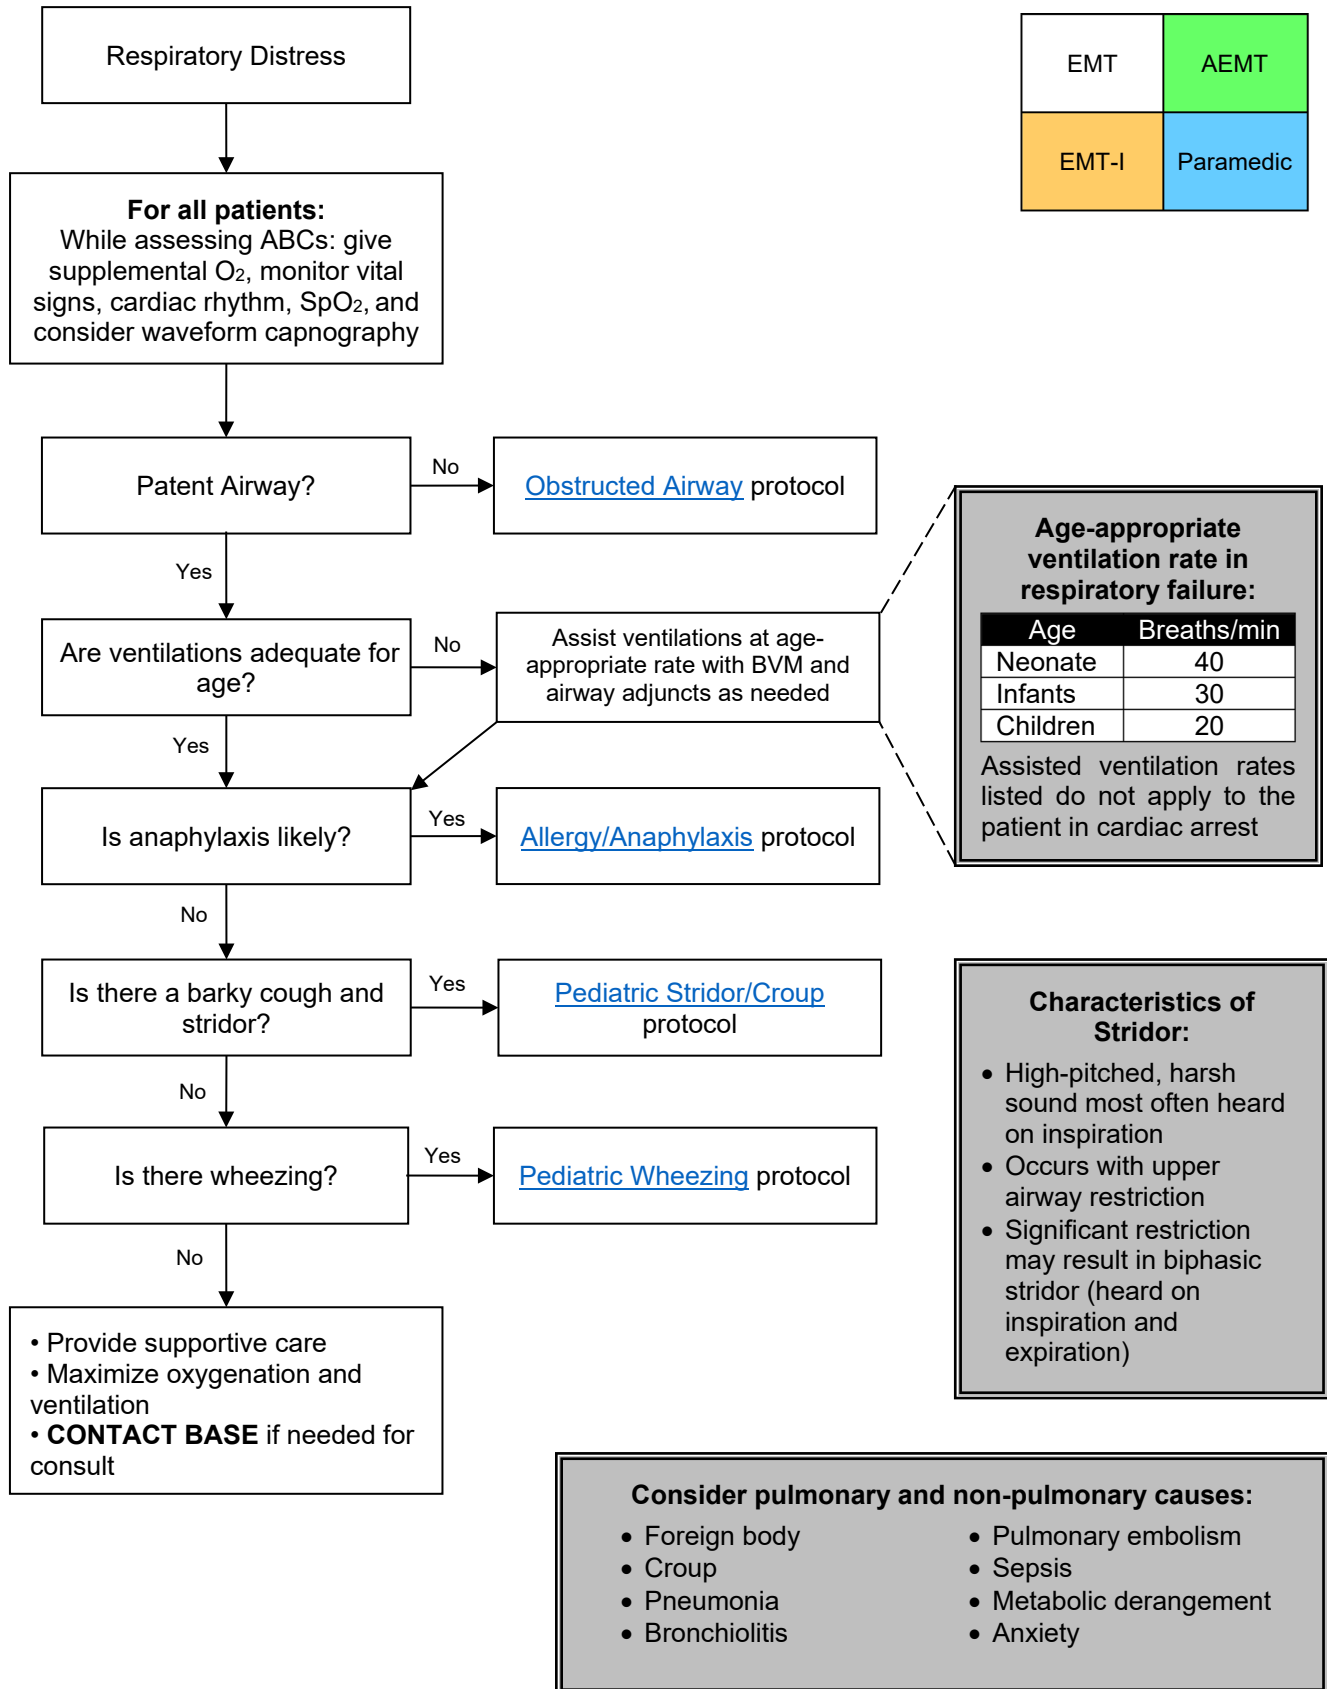 Respiratory Distress
EMT
AEMT
EMT-I
Paramedic
For all patients:
While assessing ABCs: give
supplemental O₂, monitor vital
signs, cardiac rhythm, SpO₂, and
consider waveform capnography
Patent Airway?
No
Obstructed Airway protocol
Yes
Are ventilations adequate for
age?
No
Assist ventilations at age-
appropriate rate with BVM and
airway adjuncts as needed
Age-appropriate
ventilation rate in
respiratory failure:
Age Breaths/min
Neonate 40
Infants 30
Children 20
Assisted ventilation rates
listed do not apply to the
patient in cardiac arrest
Yes
Is anaphylaxis likely?
Yes
Allergy/Anaphylaxis protocol
No
Is there a barky cough and
stridor?
Yes
Pediatric Stridor/Croup
protocol
No
Is there wheezing?
Yes
Pediatric Wheezing protocol
No
Characteristics of
Stridor:
• High-pitched, harsh
sound most often heard
on inspiration
• Occurs with upper
airway restriction
• Significant restriction
may result in biphasic
stridor (heard on
inspiration and
expiration)
• Provide supportive care
• Maximize oxygenation and
ventilation
• CONTACT BASE if needed for
consult
Consider pulmonary and non-pulmonary causes:
• Foreign body
• Croup
• Pneumonia
• Bronchiolitis
• Pulmonary embolism
• Sepsis
• Metabolic derangement
• Anxiety